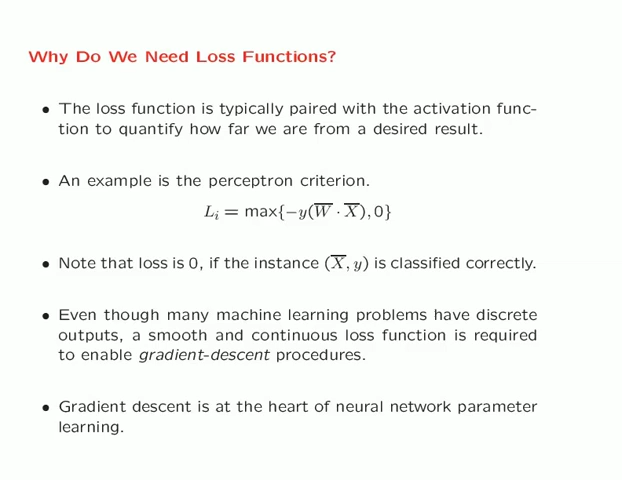 Why Do We Need Loss Functions?
• The loss function is typically paired with the activation func-
tion to quantify how far we are from a desired result.
• An example is the perceptron criterion.
L_i = max{−y(W̅ · X̅), 0}
• Note that loss is 0, if the instance (X̅, y) is classified correctly.
• Even though many machine learning problems have discrete
outputs, a smooth and continuous loss function is required
to enable gradient-descent procedures.
• Gradient descent is at the heart of neural network parameter
learning.